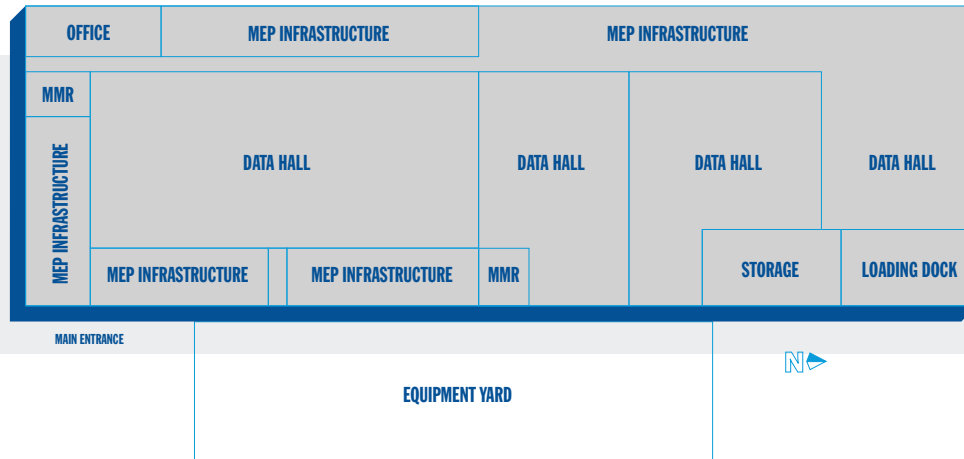 OFFICE
MEP INFRASTRUCTURE
MEP INFRASTRUCTURE
MMR
MEP INFRASTRUCTURE
DATA HALL
DATA HALL
DATA HALL
DATA HALL
MEP INFRASTRUCTURE
MEP INFRASTRUCTURE
MMR
STORAGE
LOADING DOCK
MAIN ENTRANCE
N
EQUIPMENT YARD